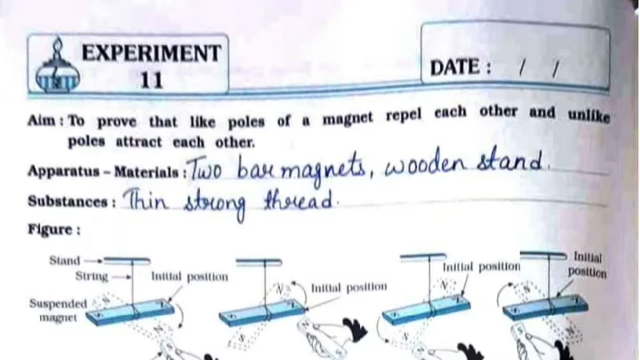 EXPERIMENT
11
DATE : / /
Aim : To prove that like poles of a magnet repel each other and unlike
poles attract each other.
Apparatus – Materials : Two bar magnets, wooden stand.
Substances : Thin strong thread.
Figure :
Stand
String
Initial position
Suspended
magnet
Initial position
Initial position
Initial
position